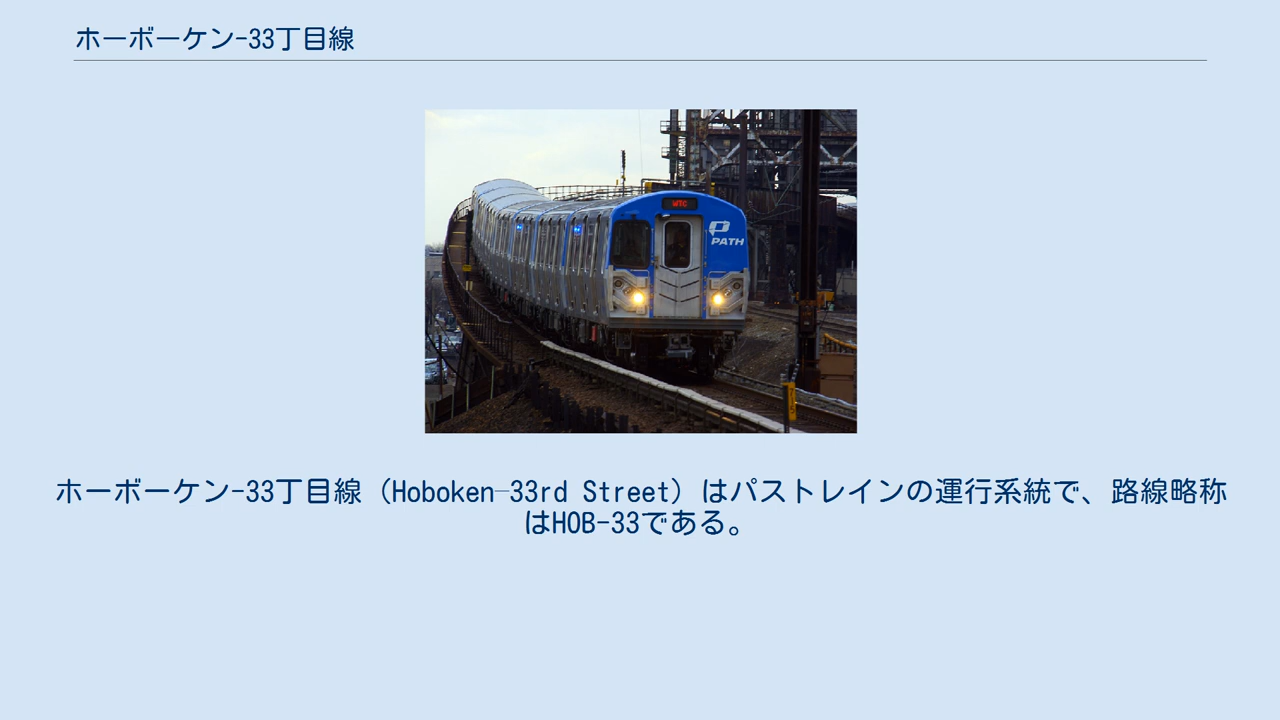 ホーボーケン-33丁目線
WTC
PATH
ホーボーケン-33丁目線（Hoboken–33rd Street）はパストレインの運行系統で、路線略称
はHOB-33である。